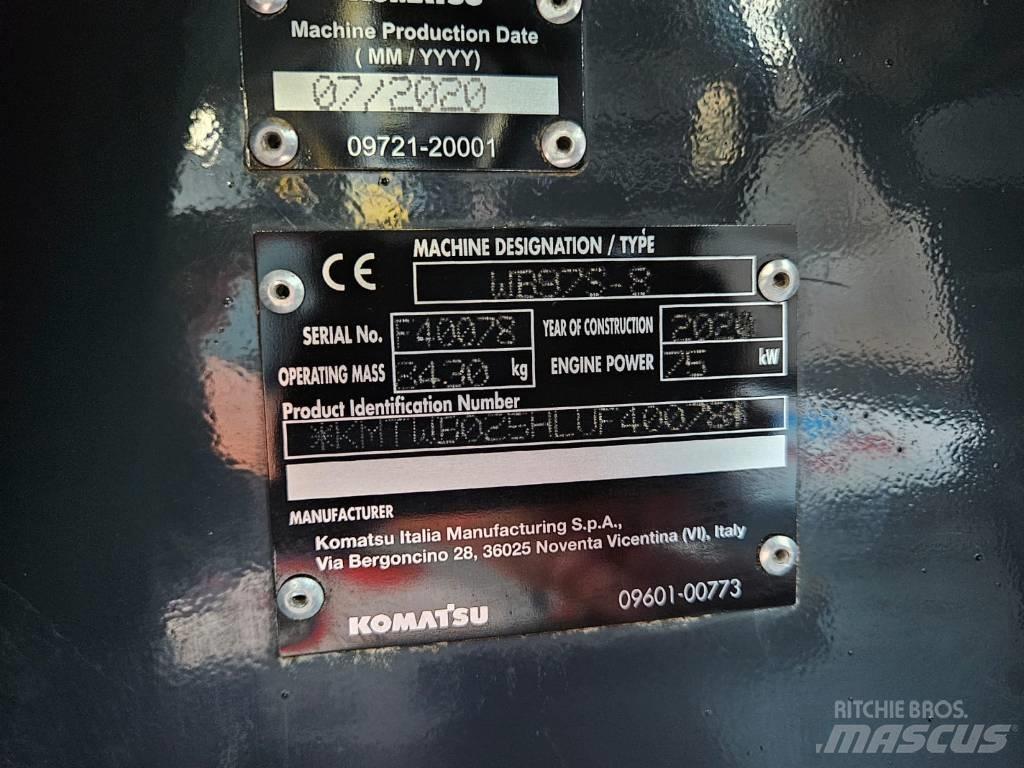 KOMATSU
Machine Production Date
( MM / YYYY)
07/2020
09721-20001
CE
MACHINE DESIGNATION / TYPE
WB97S-8
SERIAL No. F40078
YEAR OF CONSTRUCTION 2020
OPERATING MASS 8430 kg
ENGINE POWER 75 kW
Product Identification Number
*KMTWB025HLVF40078*
MANUFACTURER
Komatsu Italia Manufacturing S.p.A.,
Via Bergoncino 28, 36025 Noventa Vicentina (VI), Italy
KOMATSU
09601-00773
RITCHIE BROS.
MASCUS